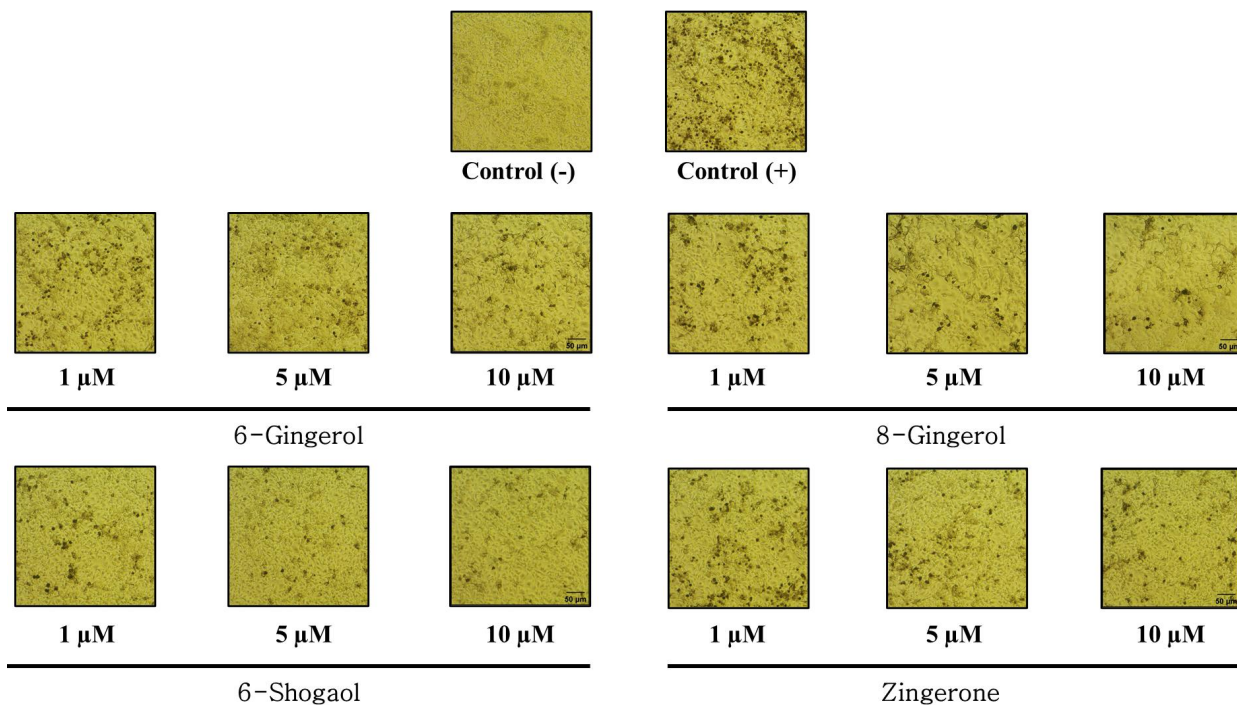 Control (-) Control (+)
50 µm 50 µm
1 µM 5 µM 10 µM 1 µM 5 µM 10 µM
6-Gingerol 8-Gingerol
50 µm 50 µm
1 µM 5 µM 10 µM 1 µM 5 µM 10 µM
6-Shogaol Zingerone